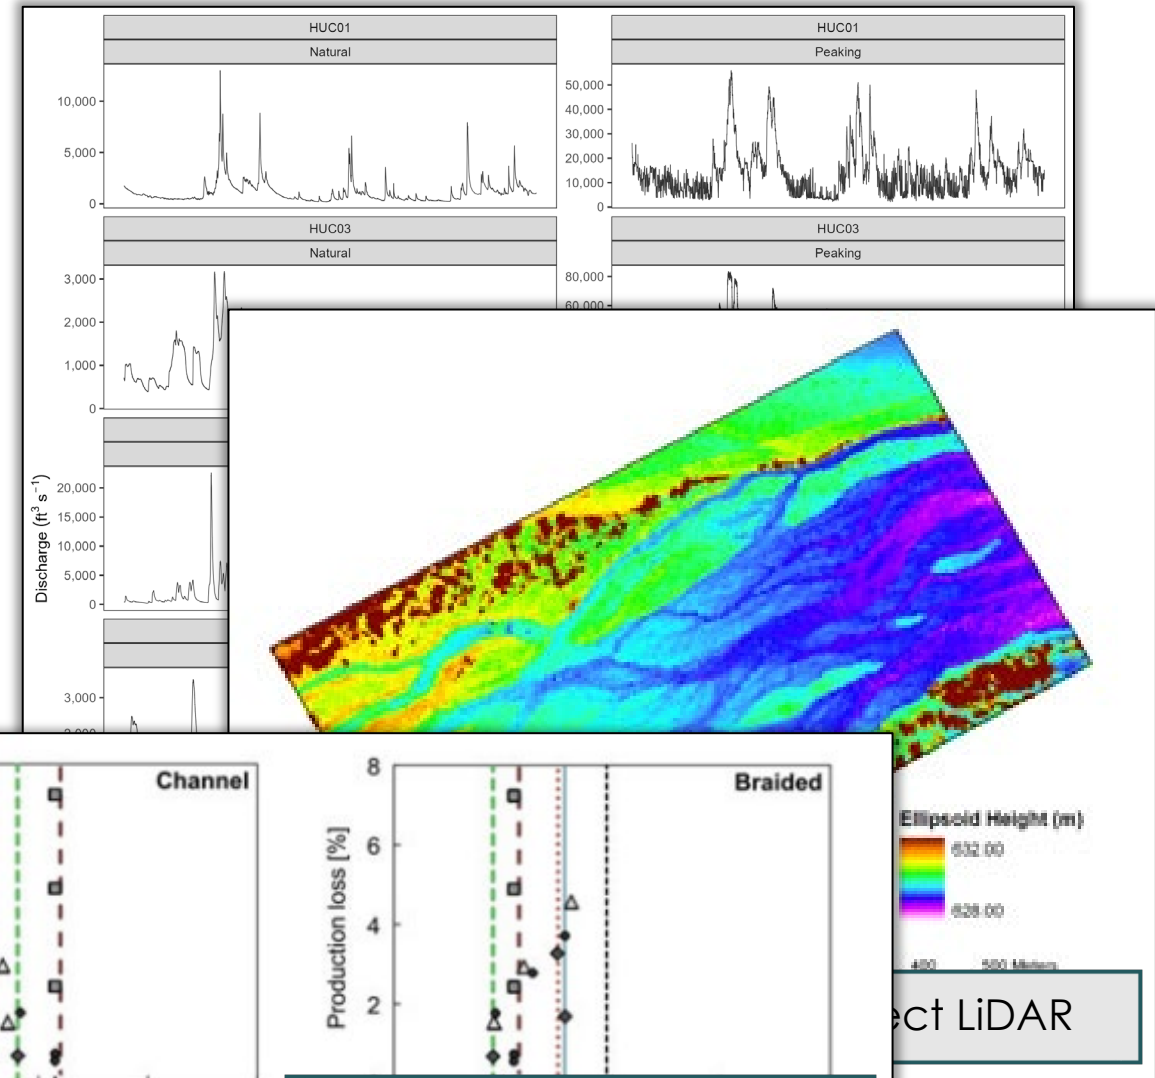 HUC01
HUC01
Natural
Peaking
10,000
5,000
0
50,000
40,000
30,000
20,000
10,000
0
HUC03
HUC03
Natural
Peaking
3,000
2,000
1,000
0
80,000
60,000
Discharge (ft³ s⁻¹)
20,000
15,000
10,000
5,000
0
3,000
Channel
Braided
Production loss [%]
8
6
4
2
Ellipsoid Height (m)
632.00
628.00
400
500 Meters
ect LiDAR